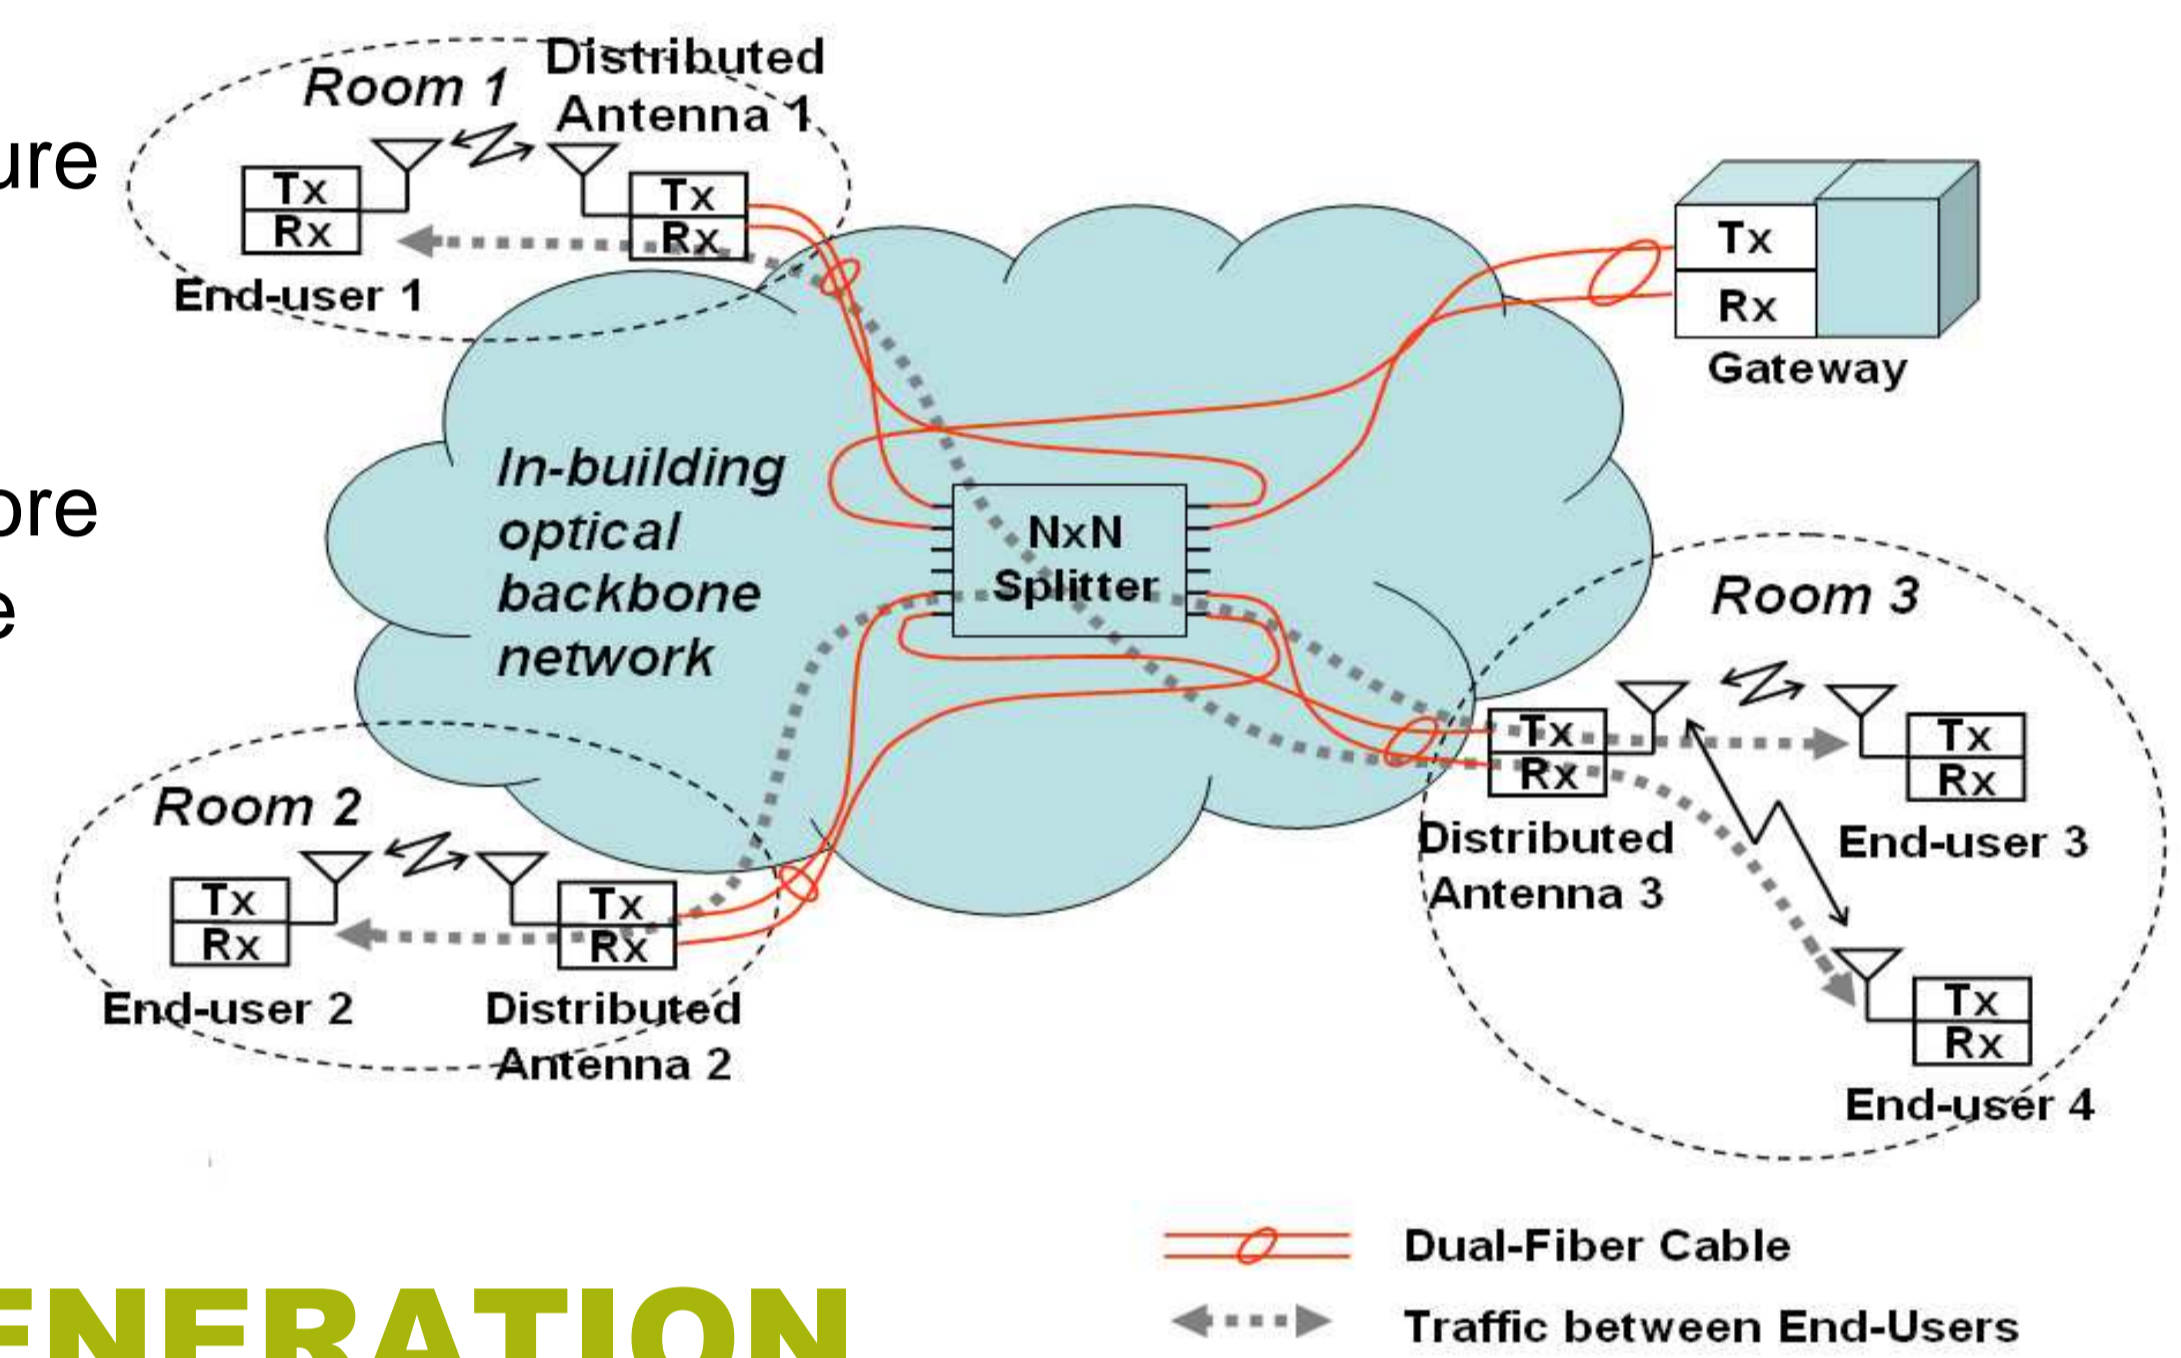 ure
ore
e
Room 1
Distributed
Antenna 1
Tx
Rx
End-user 1
Tx
Rx
Tx
Rx
Gateway
In-building
optical
backbone
network
NxN
Splitter
Room 2
Tx
Rx
End-user 2
Tx
Rx
Distributed
Antenna 2
Room 3
Tx
Rx
Distributed
Antenna 3
Tx
Rx
End-user 3
Tx
Rx
End-user 4
Dual-Fiber Cable
Traffic between End-Users
ENERATION